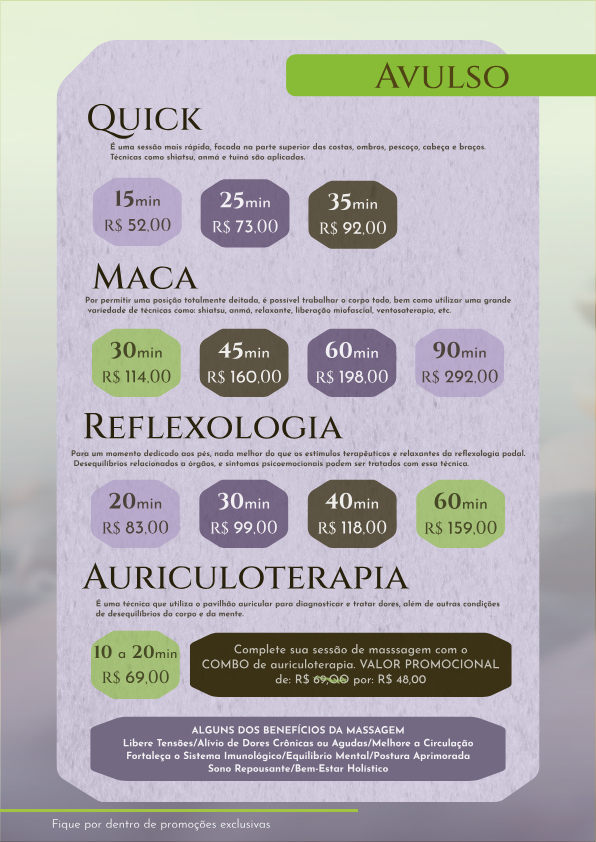 AVULSO
QUICK
É uma sessão mais rápida, focada na parte superior das costas, ombros, pescoço, cabeça e braços.
Técnicas como shiatsu, anmá e tuiná são aplicadas.
15min
R$ 52,00
25min
R$ 73,00
35min
R$ 92,00
MACA
Por permitir uma posição totalmente deitada, é possível trabalhar o corpo todo, bem como utilizar uma grande
variedade de técnicas como: shiatsu, anmá, relaxante, liberação miofascial, ventosaterapia, etc.
30min
R$ 114,00
45min
R$ 160,00
60min
R$ 198,00
90min
R$ 292,00
REFLEXOLOGIA
Para um momento dedicado aos pés, nada melhor do que os estímulos terapêuticos e relaxantes da reflexologia podal.
Desequilíbrios relacionados a órgãos, e sintomas psicoemocionais podem ser tratados com essa técnica.
20min
R$ 83,00
30min
R$ 99,00
40min
R$ 118,00
60min
R$ 159,00
AURICULOTERAPIA
É uma técnica que utiliza o pavilhão auricular para diagnosticar e tratar dores, além de outras condições
de desequilíbrios do corpo e da mente.
10 a 20min
R$ 69,00
Complete sua sessão de masssagem com o
COMBO de auriculoterapia. VALOR PROMOCIONAL
de: R$ 69,00 por: R$ 48,00
ALGUNS DOS BENEFÍCIOS DA MASSAGEM
Libere Tensões/Alívio de Dores Crônicas ou Agudas/Melhore a Circulação
Fortaleça o Sistema Imunológico/Equilíbrio Mental/Postura Aprimorada
Sono Repousante/Bem-Estar Holístico
Fique por dentro de promoções exclusivas